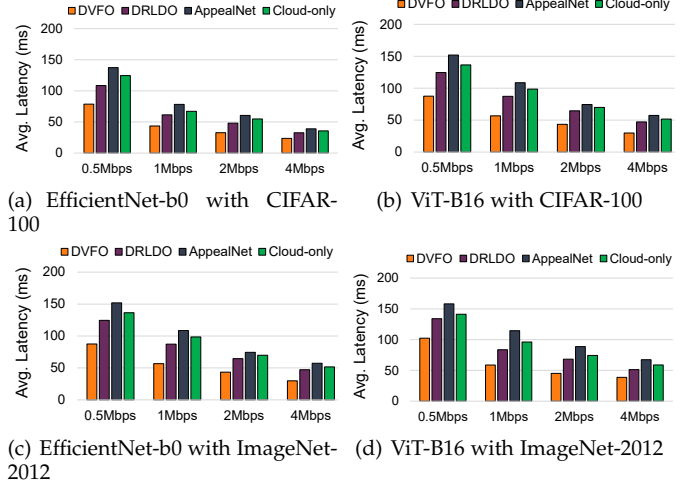 DVFO DRLDO AppealNet Cloud-only
Avg. Latency (ms)
200
150
100
50
0
0.5Mbps 1Mbps 2Mbps 4Mbps
(a) EfficientNet-b0 with CIFAR-
100
DVFO DRLDO AppealNet Cloud-only
Avg. Latency (ms)
200
150
100
50
0
0.5Mbps 1Mbps 2Mbps 4Mbps
(b) ViT-B16 with CIFAR-100
DVFO DRLDO AppealNet Cloud-only
Avg. Latency (ms)
200
150
100
50
0
0.5Mbps 1Mbps 2Mbps 4Mbps
(c) EfficientNet-b0 with ImageNet-
2012
DVFO DRLDO AppealNet Cloud-only
Avg. Latency (ms)
200
150
100
50
0
0.5Mbps 1Mbps 2Mbps 4Mbps
(d) ViT-B16 with ImageNet-2012